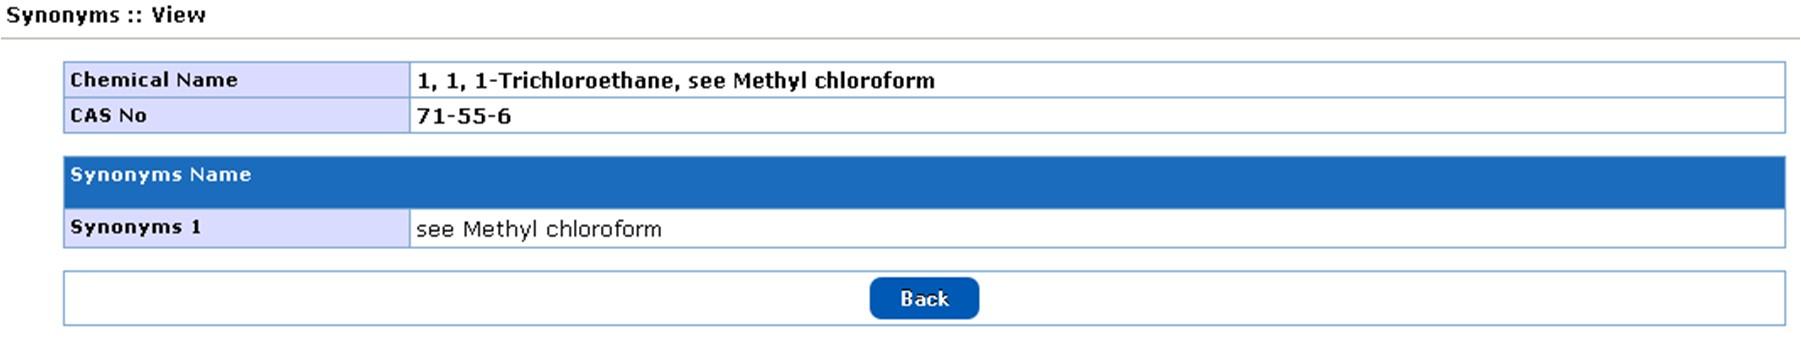 Synonyms :: View
Chemical Name 1, 1, 1-Trichloroethane, see Methyl chloroform
CAS No 71-55-6
Synonyms Name
Synonyms 1 see Methyl chloroform
Back